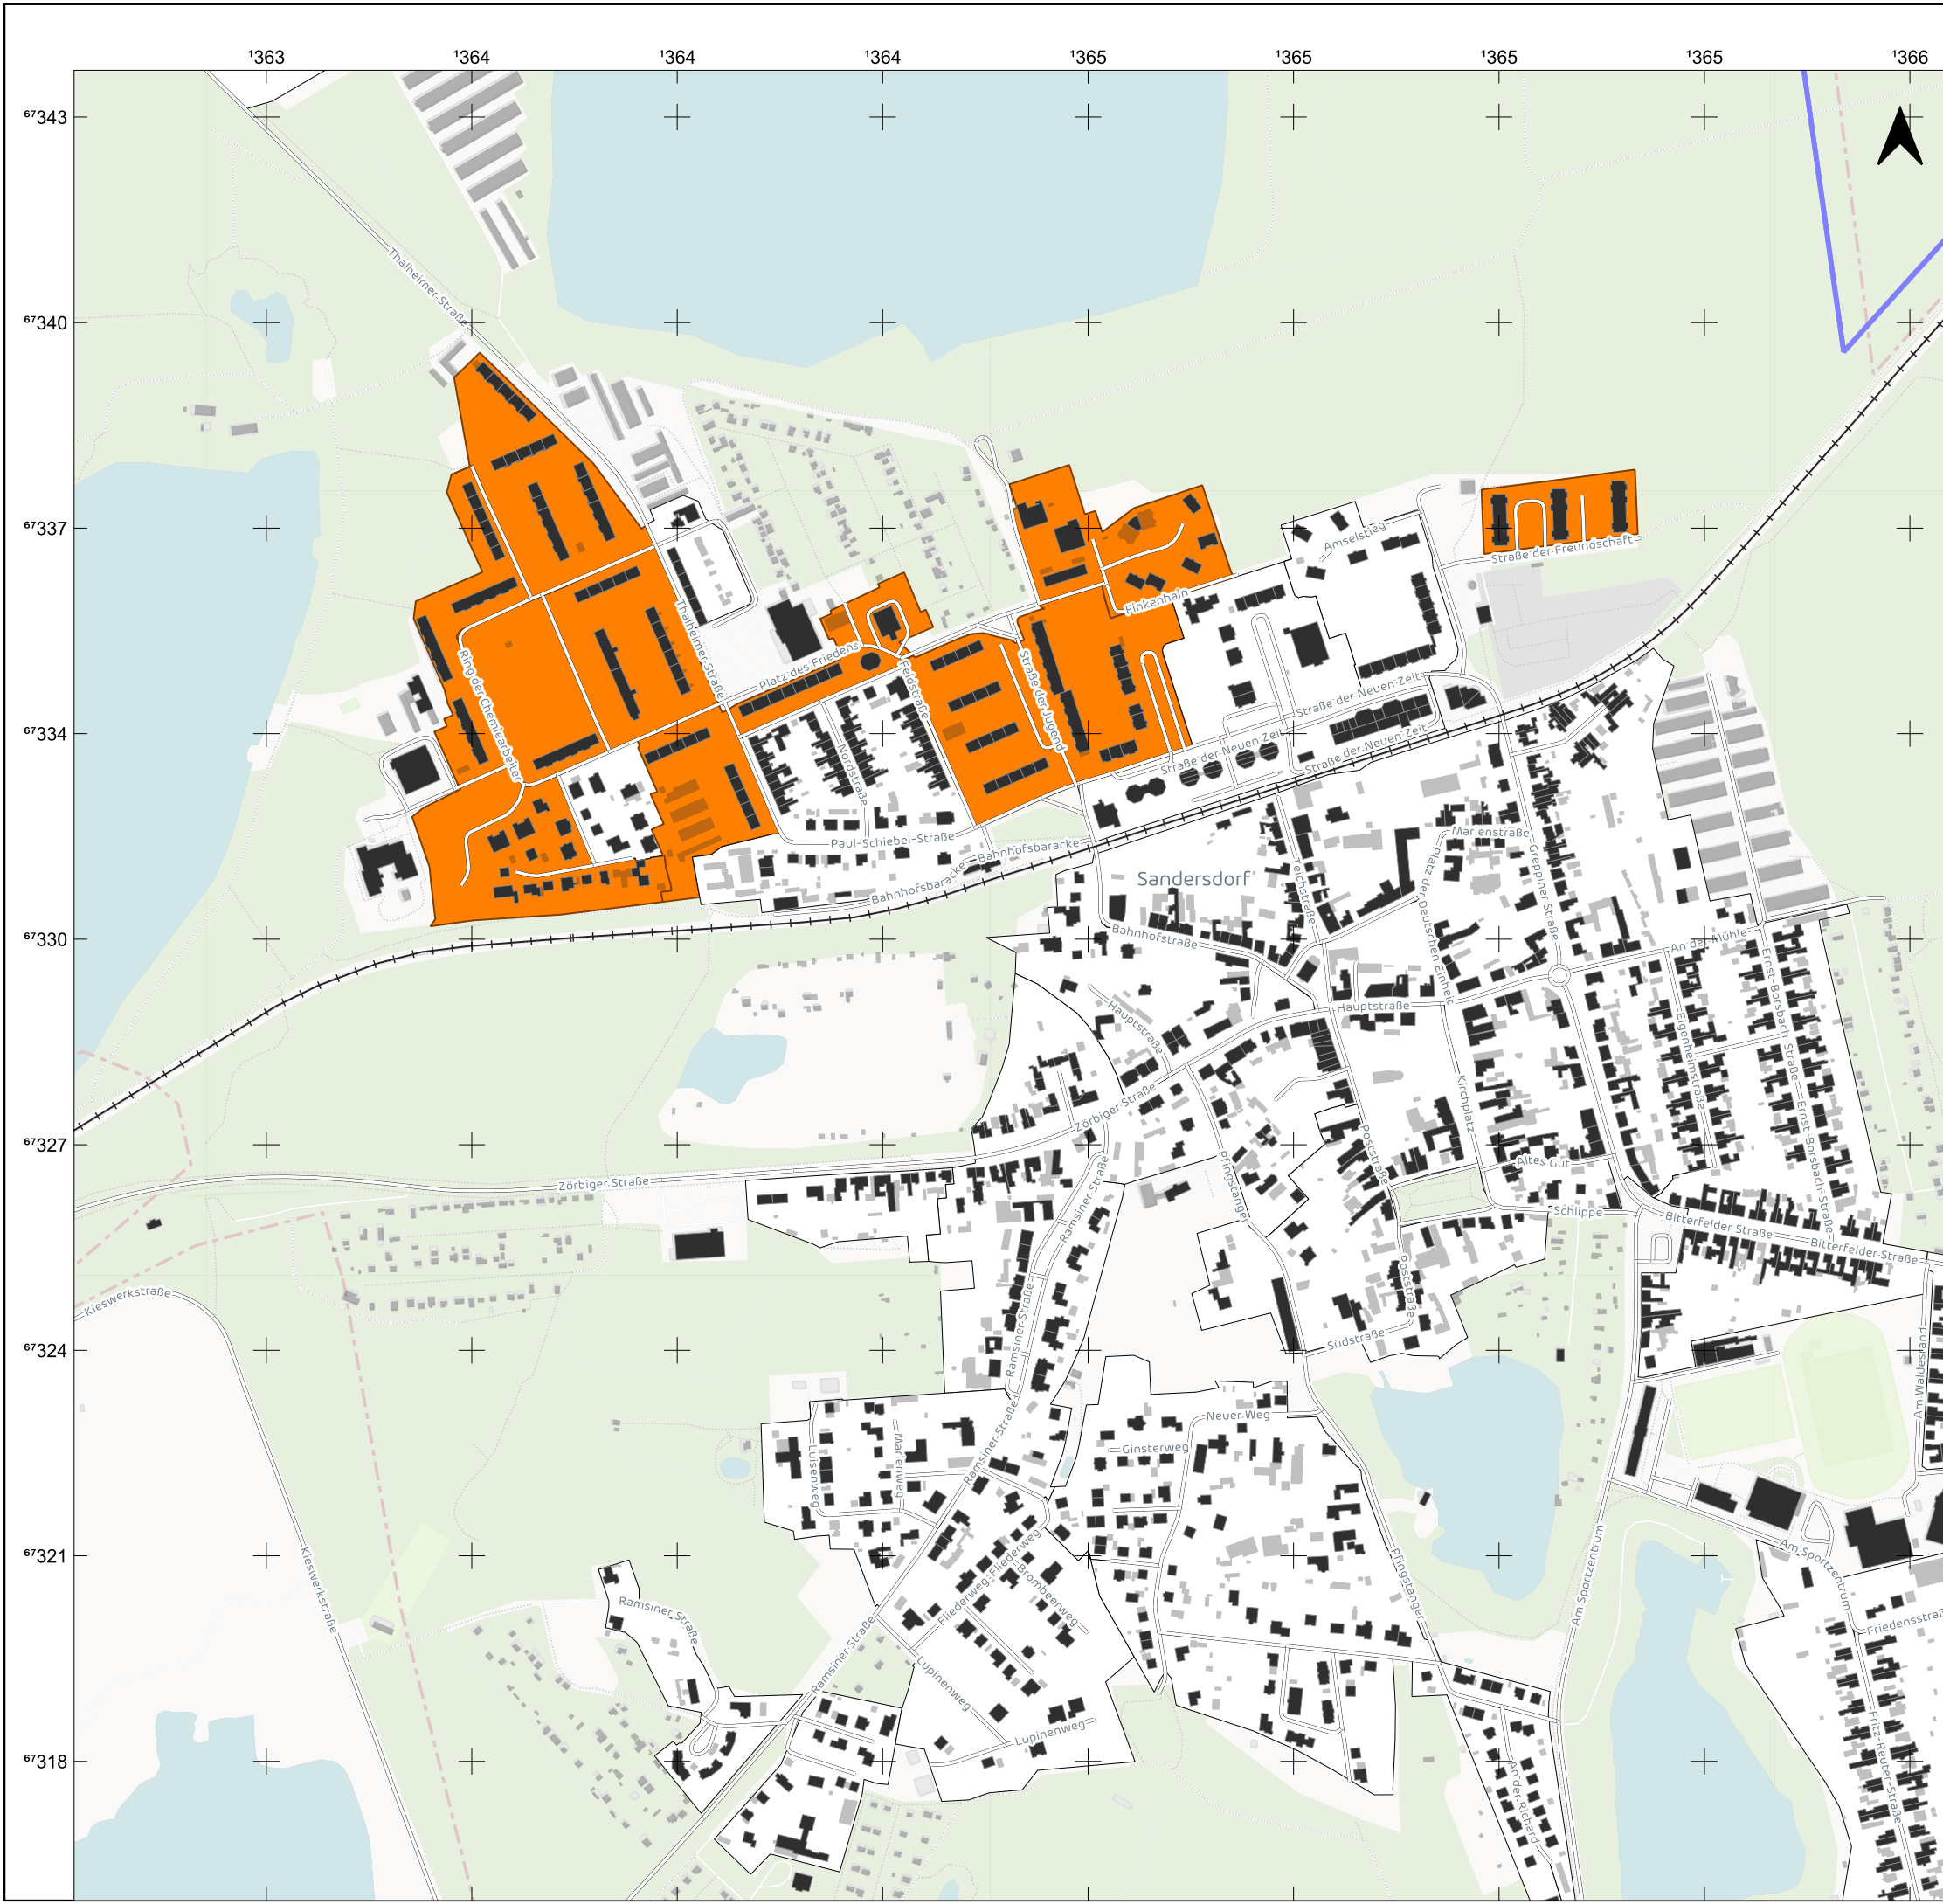 1363 1364 1364 1364 1365 1365 1365 1365 1366
67343
Thalheimer-Straße
67340
67337
Amselstieg
Straße der Freundschaft
Finkenhain
Thalheimer-Straße
Platz des Friedens
Ring der Chemiearbeiter
Feldstraße
Straße der Jugend
Straße der Neuen Zeit
Straße der Neuen Zeit
Straße der Neuen Zeit
67334
Nordstraße
Paul-Schiebel-Straße
Bahnhofsbaracke
Bahnhofsbaracke
Marienstraße
Greppiner-Straße
Platz der Deutschen Einheit
Teichstraße
Sandersdorf
Bahnhofstraße
An der Mühle
67330
Hauptstraße
Hauptstraße
Eigenheimstraße
Ernst-Borsbach-Straße
Ernst-Borsbach-Straße
Kirchplatz
Zörbiger-Straße
67327
Poststraße
Altes Gut
Pfingstanger
Zörbiger Straße
Ramsiner-Straße
Schlippe
Bitterfelder-Straße
Bitterfelder-Straße
Kieswerkstraße
Poststraße
Ramsiner-Straße
Südstraße
67324
Am Waldesrand
Neuer Weg
Ginsterweg
Ramsiner-Straße
Luisenweg
Marienweg
67321
Kieswerkstraße
Fliederweg
Fliederweg
Brombeerweg
Pfingstanger
Am Sportzentrum
Am Sportzentrum
Ramsiner Straße
Ramsiner-Straße
Friedensstraß
Lupinenweg
Lupinenweg
67318
Fritz-Reuter-Straße
An der Richard